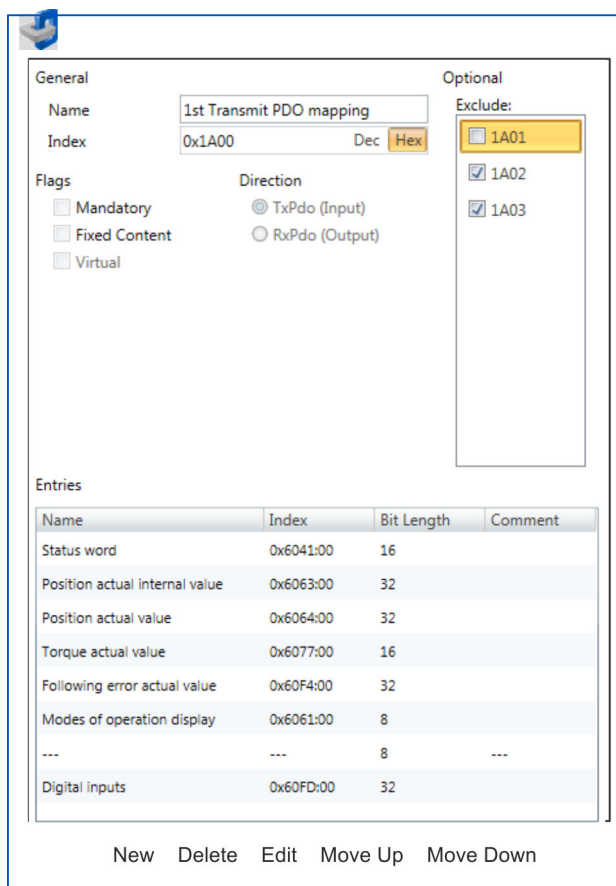 General
Optional
Name 1st Transmit PDO mapping
Exclude:
Index 0x1A00 Dec Hex
1A01
1A02
1A03
Flags Direction
Mandatory TxPdo (Input)
Fixed Content RxPdo (Output)
Virtual
Entries
Name Index Bit Length Comment
Status word 0x6041:00 16
Position actual internal value 0x6063:00 32
Position actual value 0x6064:00 32
Torque actual value 0x6077:00 16
Following error actual value 0x60F4:00 32
Modes of operation display 0x6061:00 8
--- --- 8 ---
Digital inputs 0x60FD:00 32
New Delete Edit Move Up Move Down